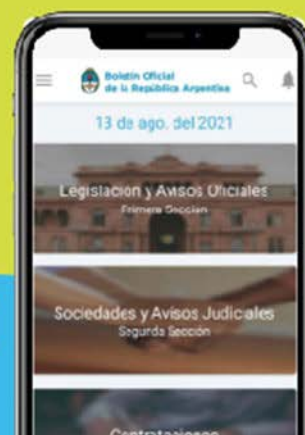 Boletín Oficial
de la República Argentina
13 de ago. del 2021
Legislación y Avisos Oficiales
Primera Sección
Sociedades y Avisos Judiciales
Segunda Sección
Contrataciones